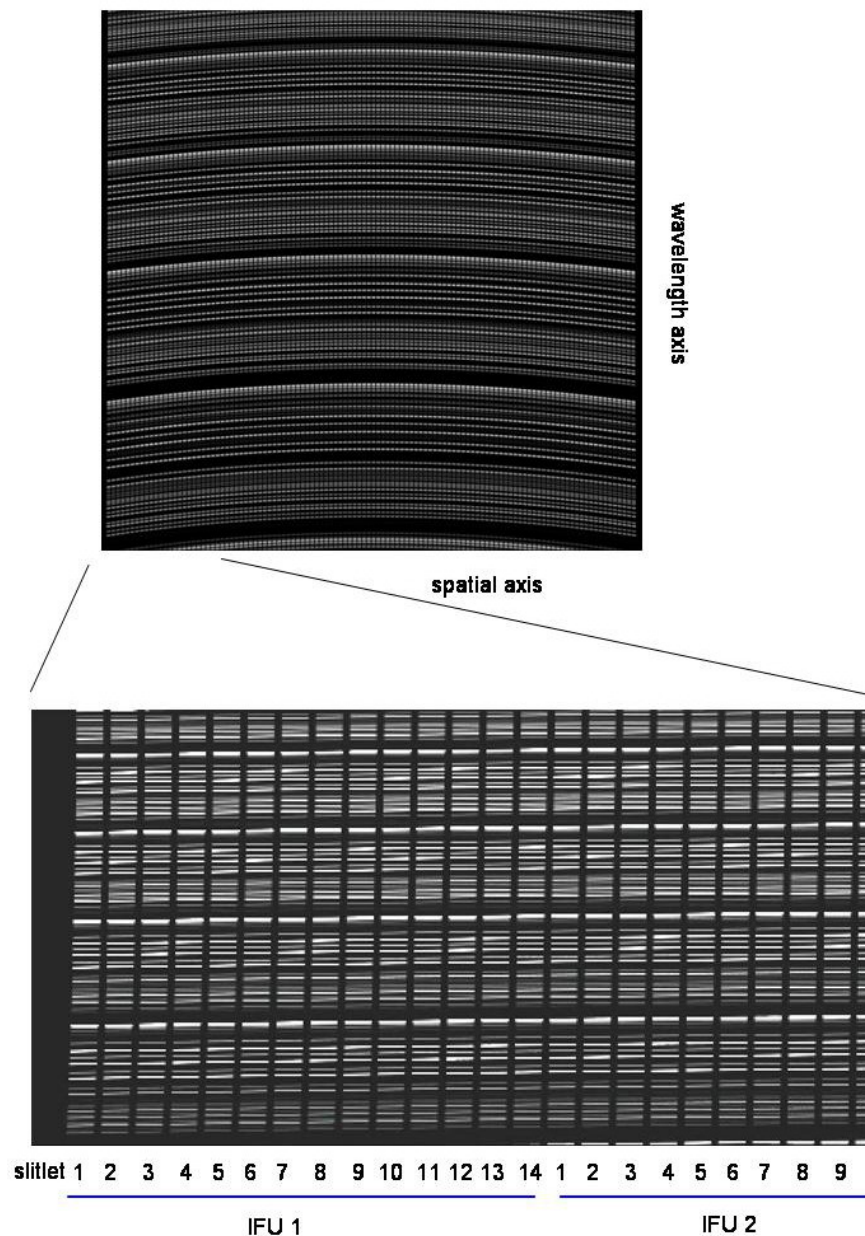 wavelength axis
spatial axis
slitlet 1 2 3 4 5 6 7 8 9 10 11 12 13 14 1 2 3 4 5 6 7 8 9
IFU 1
IFU 2